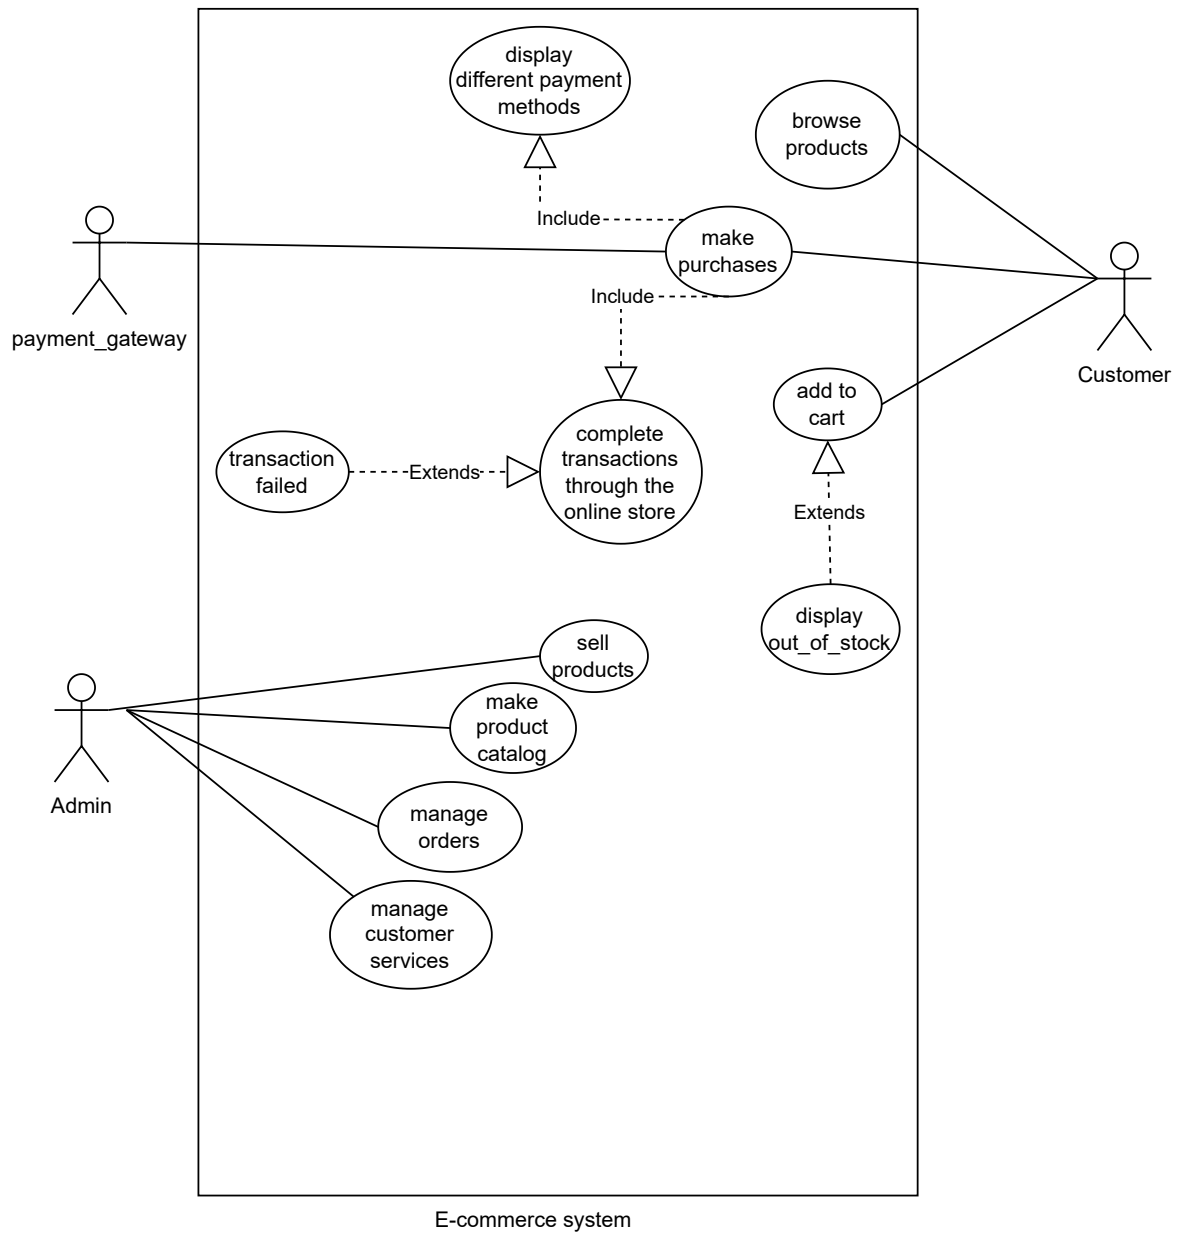 display
different payment
methods
browse
products
Include
make
purchases
payment_gateway
Include
Customer
add to
cart
transaction
failed
Extends
complete
transactions
through the
online store
Extends
display
out_of_stock
sell
products
make
product
catalog
Admin
manage
orders
manage
customer
services
E-commerce system